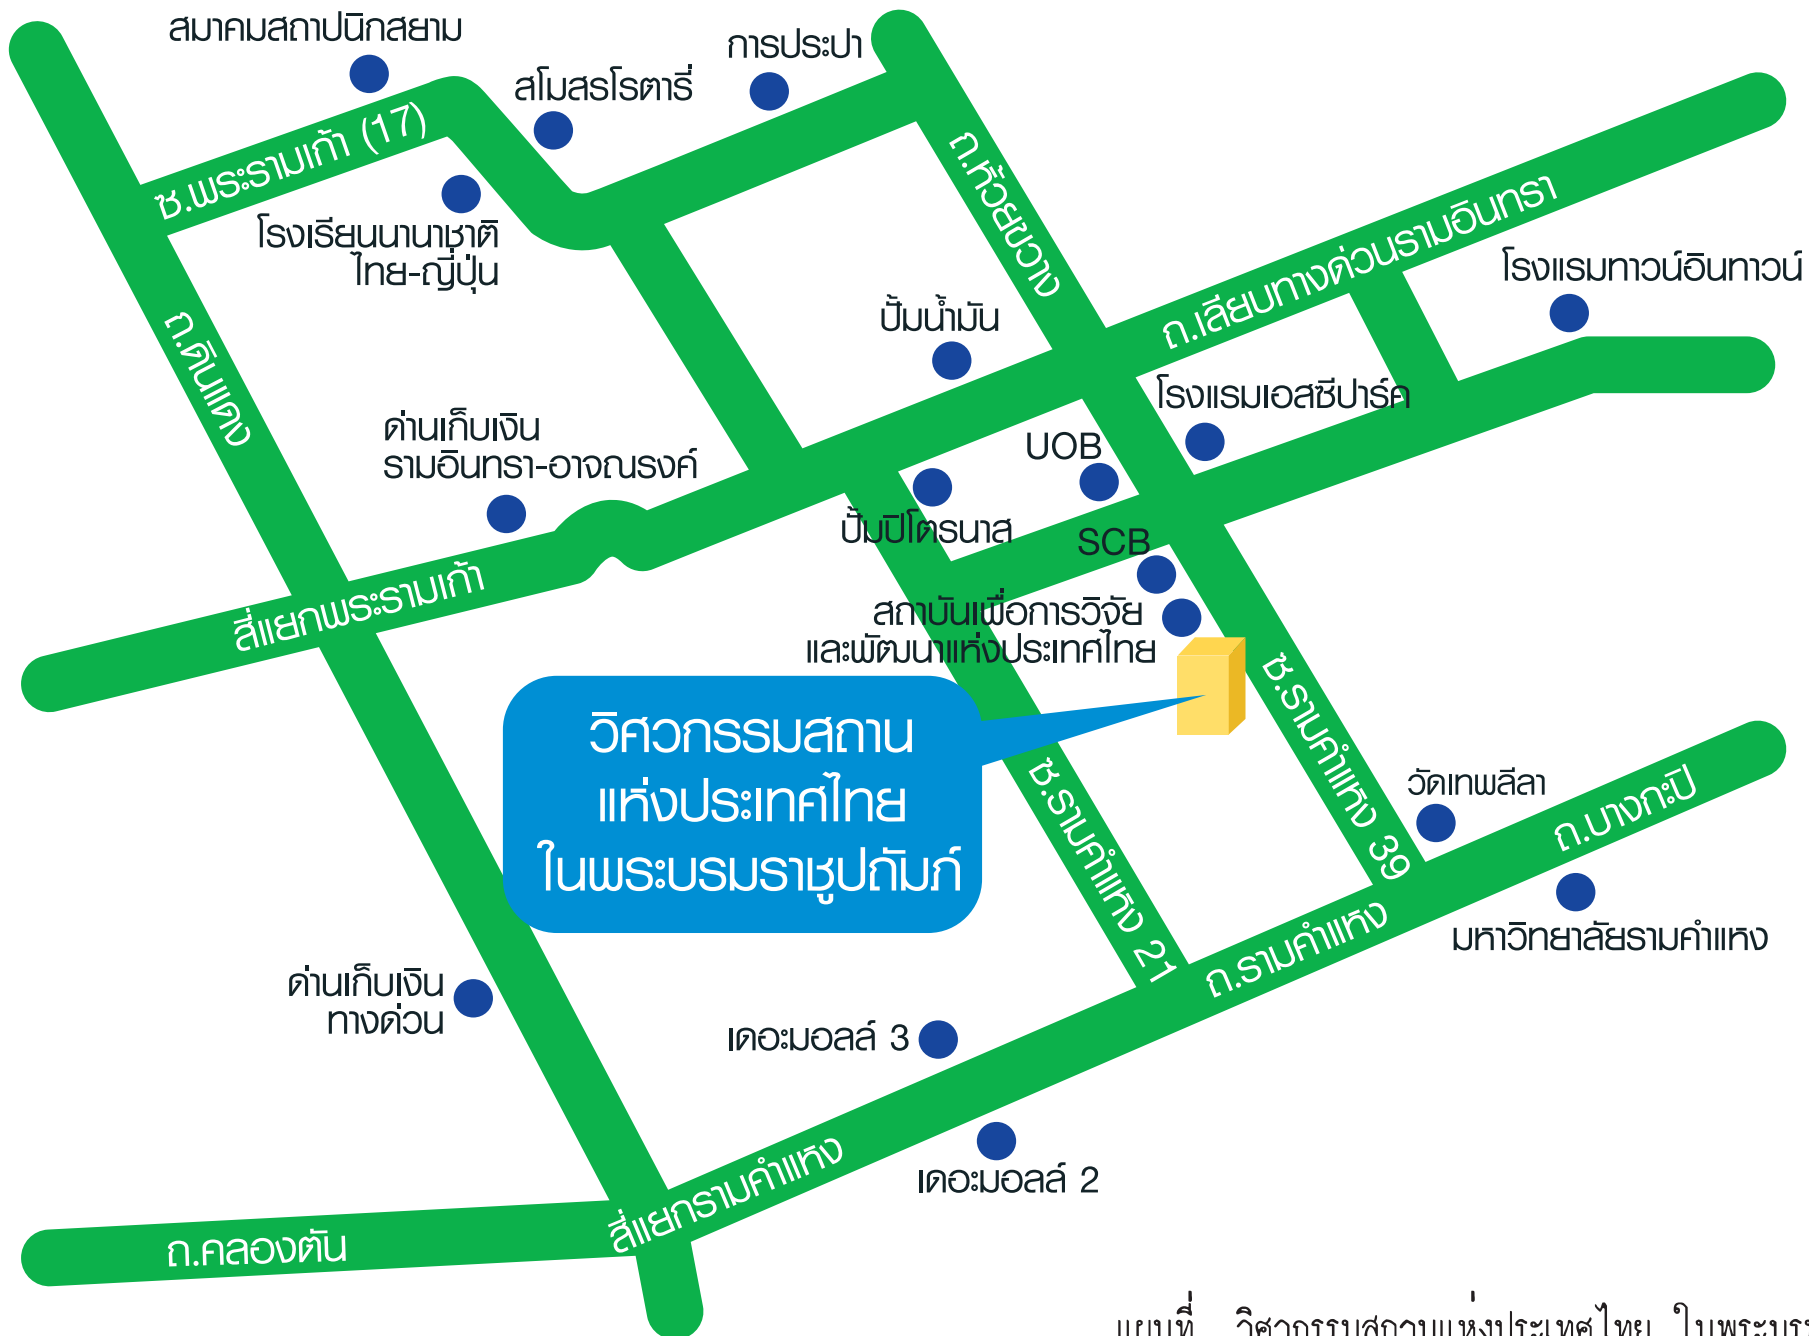 สมาคมสถาปนิกสยาม
สโมสรโรตารี่
การประปา
ซ.พระรามเก้า (17)
ถ.ห้วยขวาง
โรงเรียนนานาชาติ
ไทย-ญี่ปุ่น
ถ.เลียบทางด่วนรามอินทรา
โรงแรมทาวน์อินทาวน์
ปั้มน้ำมัน
ถ.ดินแดง
โรงแรมเอสซีปาร์ค
ด่านเก็บเงิน
รามอินทรา-อาจณรงค์
UOB
ปั้มปิโตรนาส
SCB
สี่แยกพระรามเก้า
สถาบันเพื่อการวิจัย
และพัฒนาแห่งประเทศไทย
วิศวกรรมสถาน
แห่งประเทศไทย
ในพระบรมราชูปถัมภ์
ซ.รามคำแหง 39
ซ.รามคำแหง 21
วัดเทพลีลา
ถ.บางกะปิ
ถ.รามคำแหง
มหาวิทยาลัยรามคำแหง
ด่านเก็บเงิน
ทางด่วน
เดอะมอลล์ 3
เดอะมอลล์ 2
สี่แยกรามคำแหง
ถ.คลองตัน